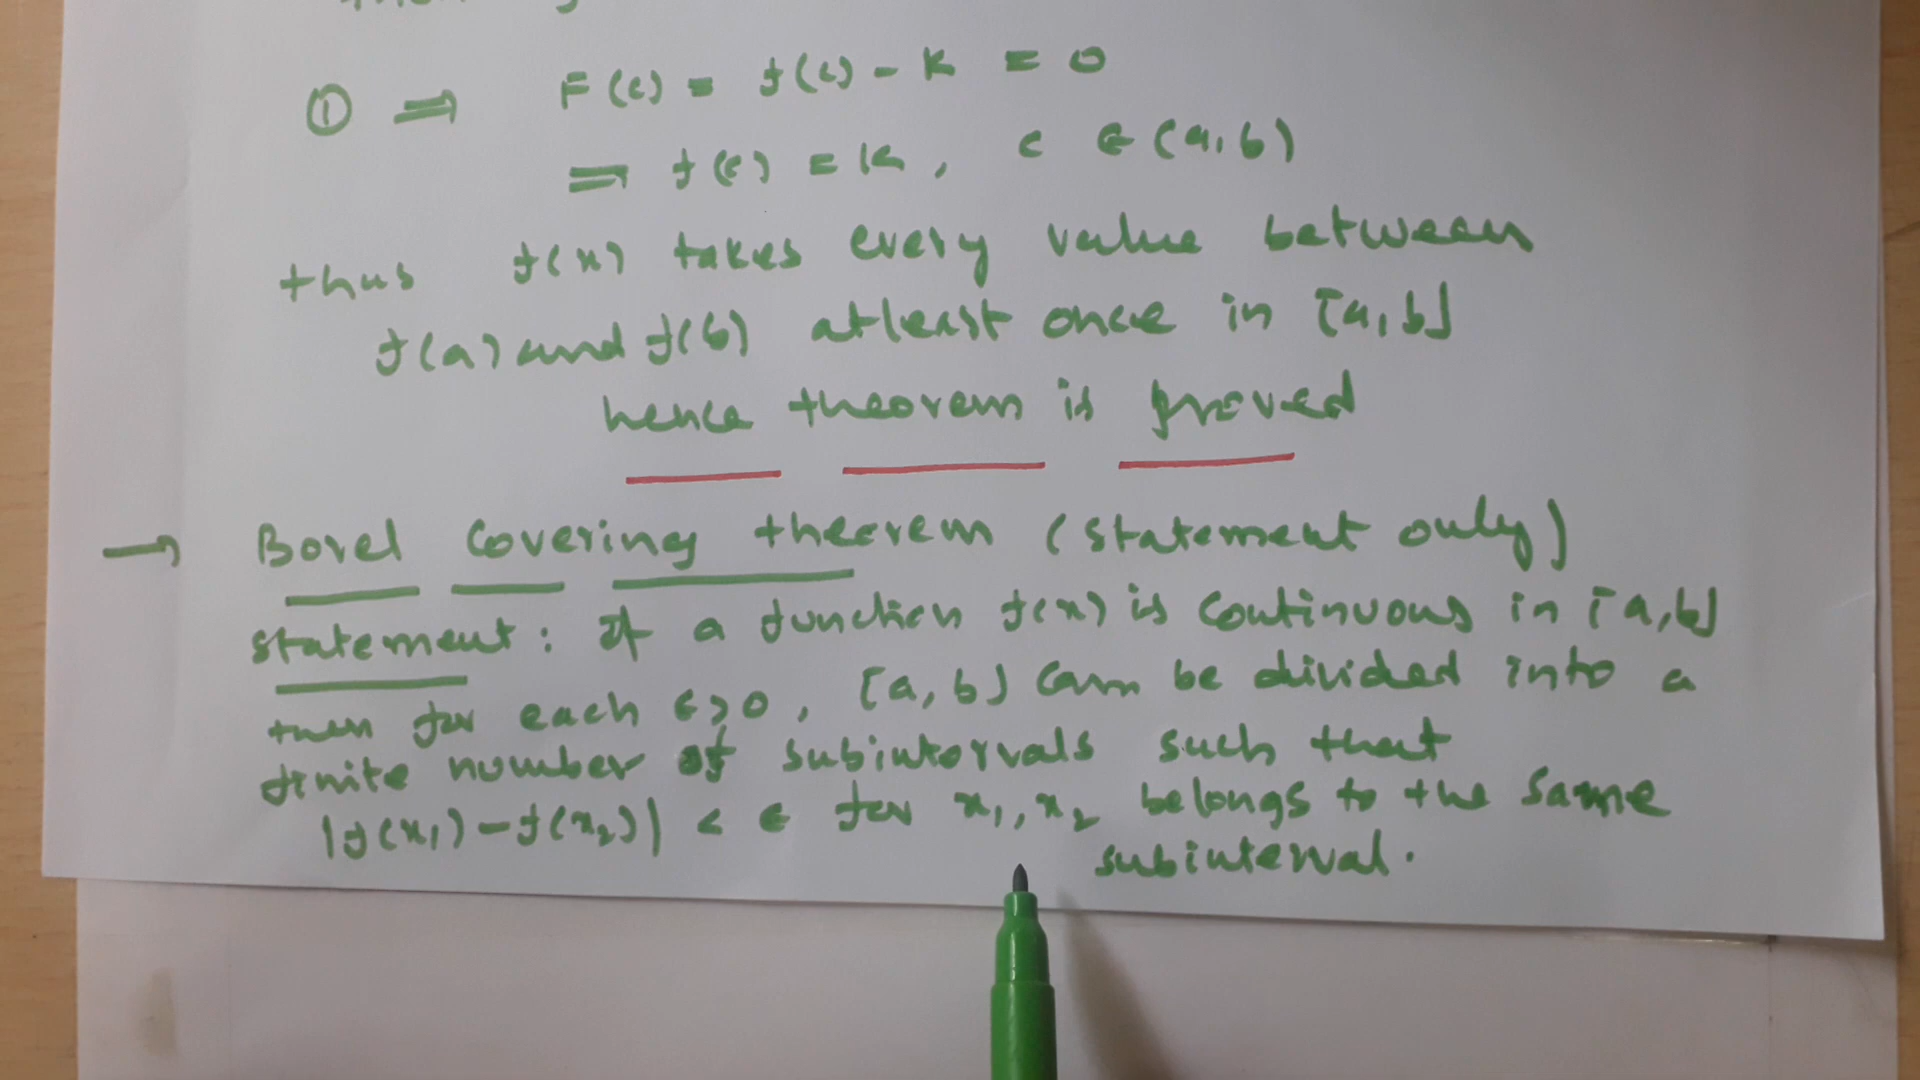 ① ⇒ F(c) = f(c) - K = 0
⇒ f(c) = K, c ∈ (a,b)
thus f(x) takes every value between
f(a) and f(b) atleast once in [a,b]
hence theorem is proved
→ Borel Covering theorem (statement only)
statement: If a function f(x) is continuous in [a,b]
then for each ε>0, [a,b] can be divided into a
finite number of subintervals such that
|f(x₁)-f(x₂)| < ε for x₁, x₂ belongs to the same
subinterval.